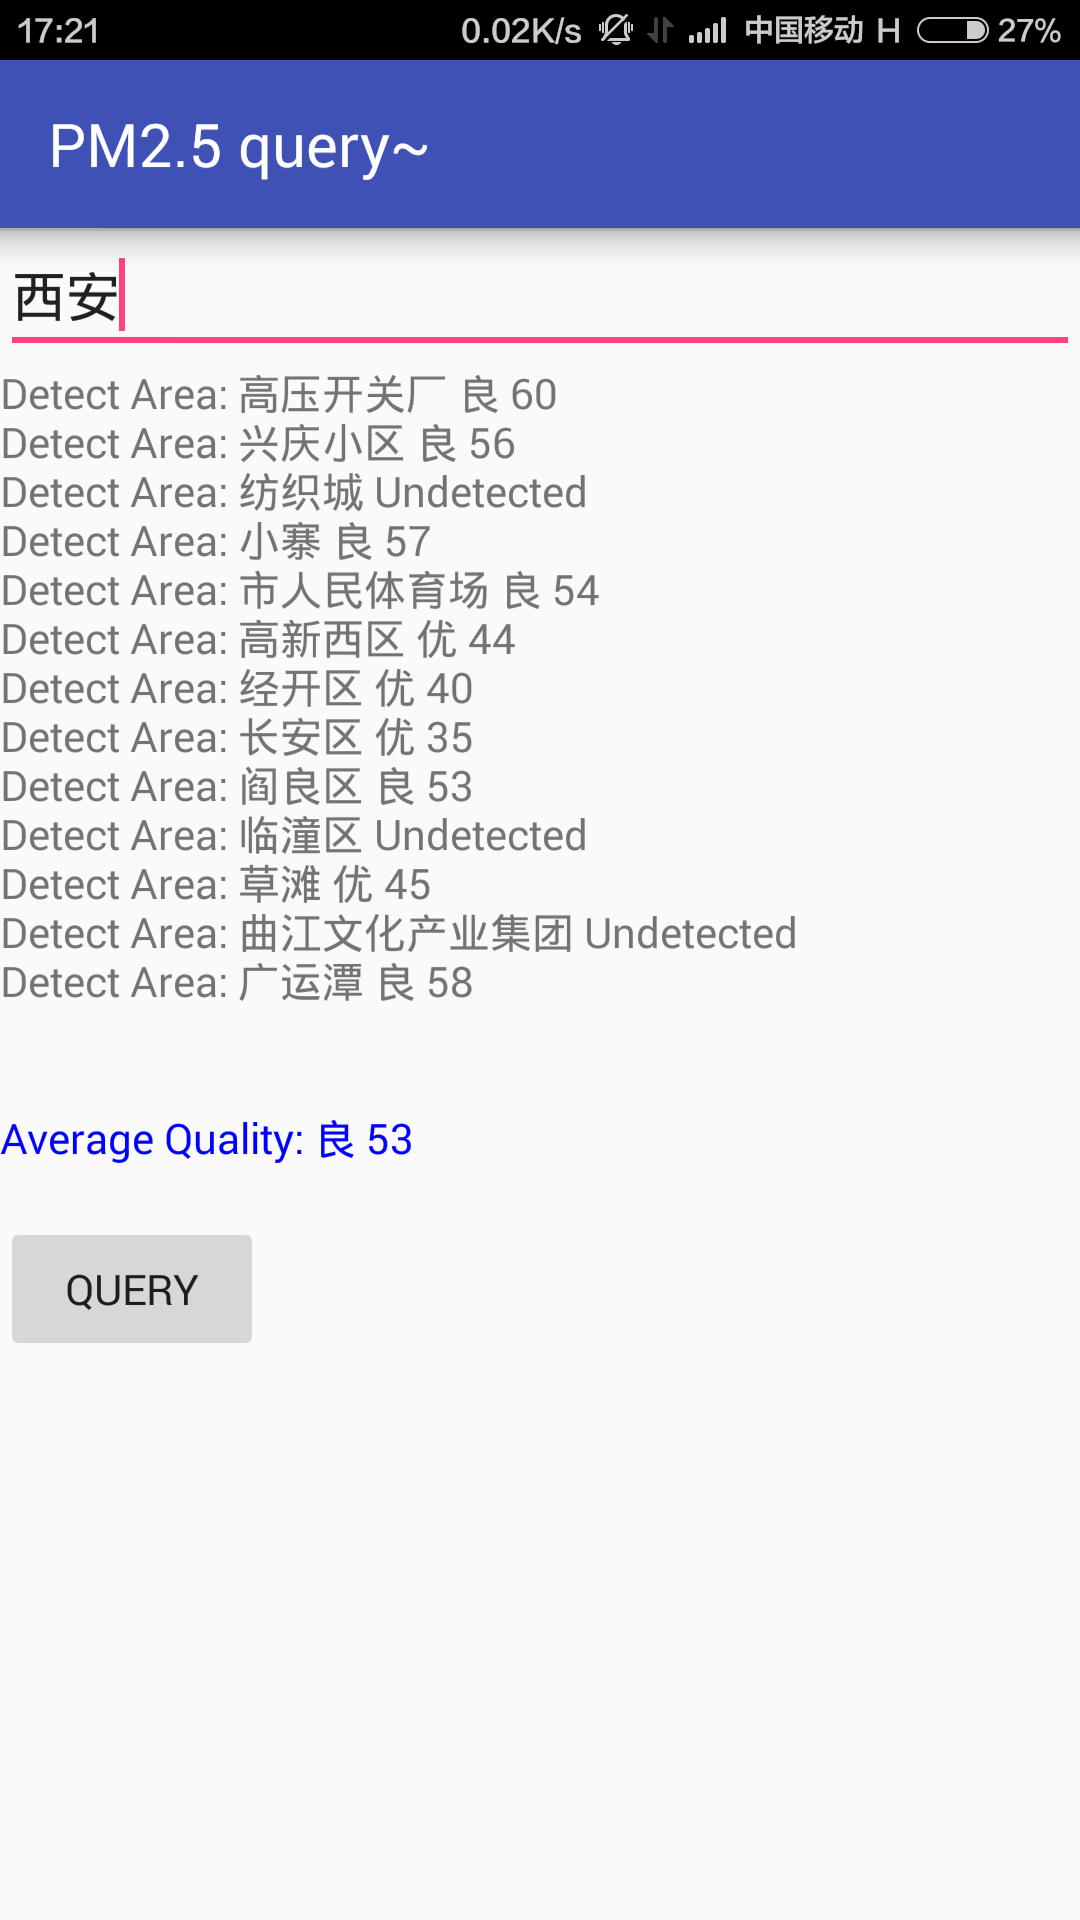 17:21 0.02K/s 中国移动 H 27%
PM2.5 query~
西安
Detect Area: 高压开关厂 良 60
Detect Area: 兴庆小区 良 56
Detect Area: 纺织城 Undetected
Detect Area: 小寨 良 57
Detect Area: 市人民体育场 良 54
Detect Area: 高新西区 优 44
Detect Area: 经开区 优 40
Detect Area: 长安区 优 35
Detect Area: 阎良区 良 53
Detect Area: 临潼区 Undetected
Detect Area: 草滩 优 45
Detect Area: 曲江文化产业集团 Undetected
Detect Area: 广运潭 良 58
Average Quality: 良 53
QUERY